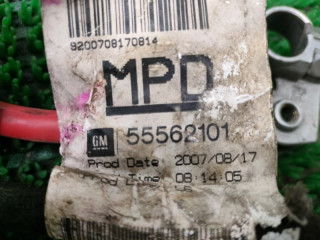 9200708170814
MPD
GM 55562101
Prod Date 2007/08/17
Prod Time 08:14:05